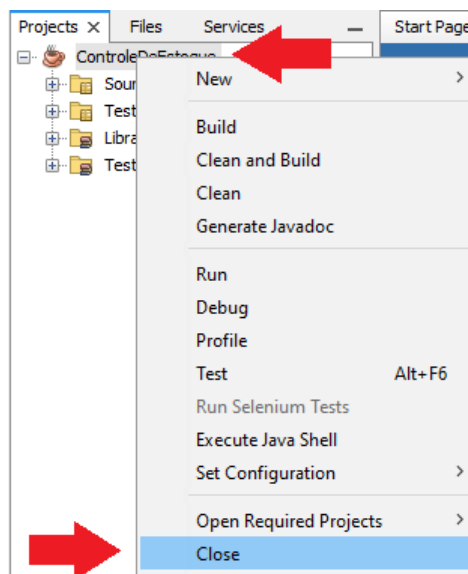 Projects Files Services Start Page
ControleDeEstoque
Sour
New
Test
Libra
Build
Test
Clean and Build
Clean
Generate Javadoc
Run
Debug
Profile
Test Alt+F6
Run Selenium Tests
Execute Java Shell
Set Configuration
Open Required Projects
Close